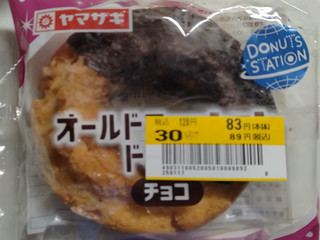 ヤマザキ
DONUTS
STATION
オールド
ド
チョコ
税込 128円
30
83円(本体)
89円(税込)